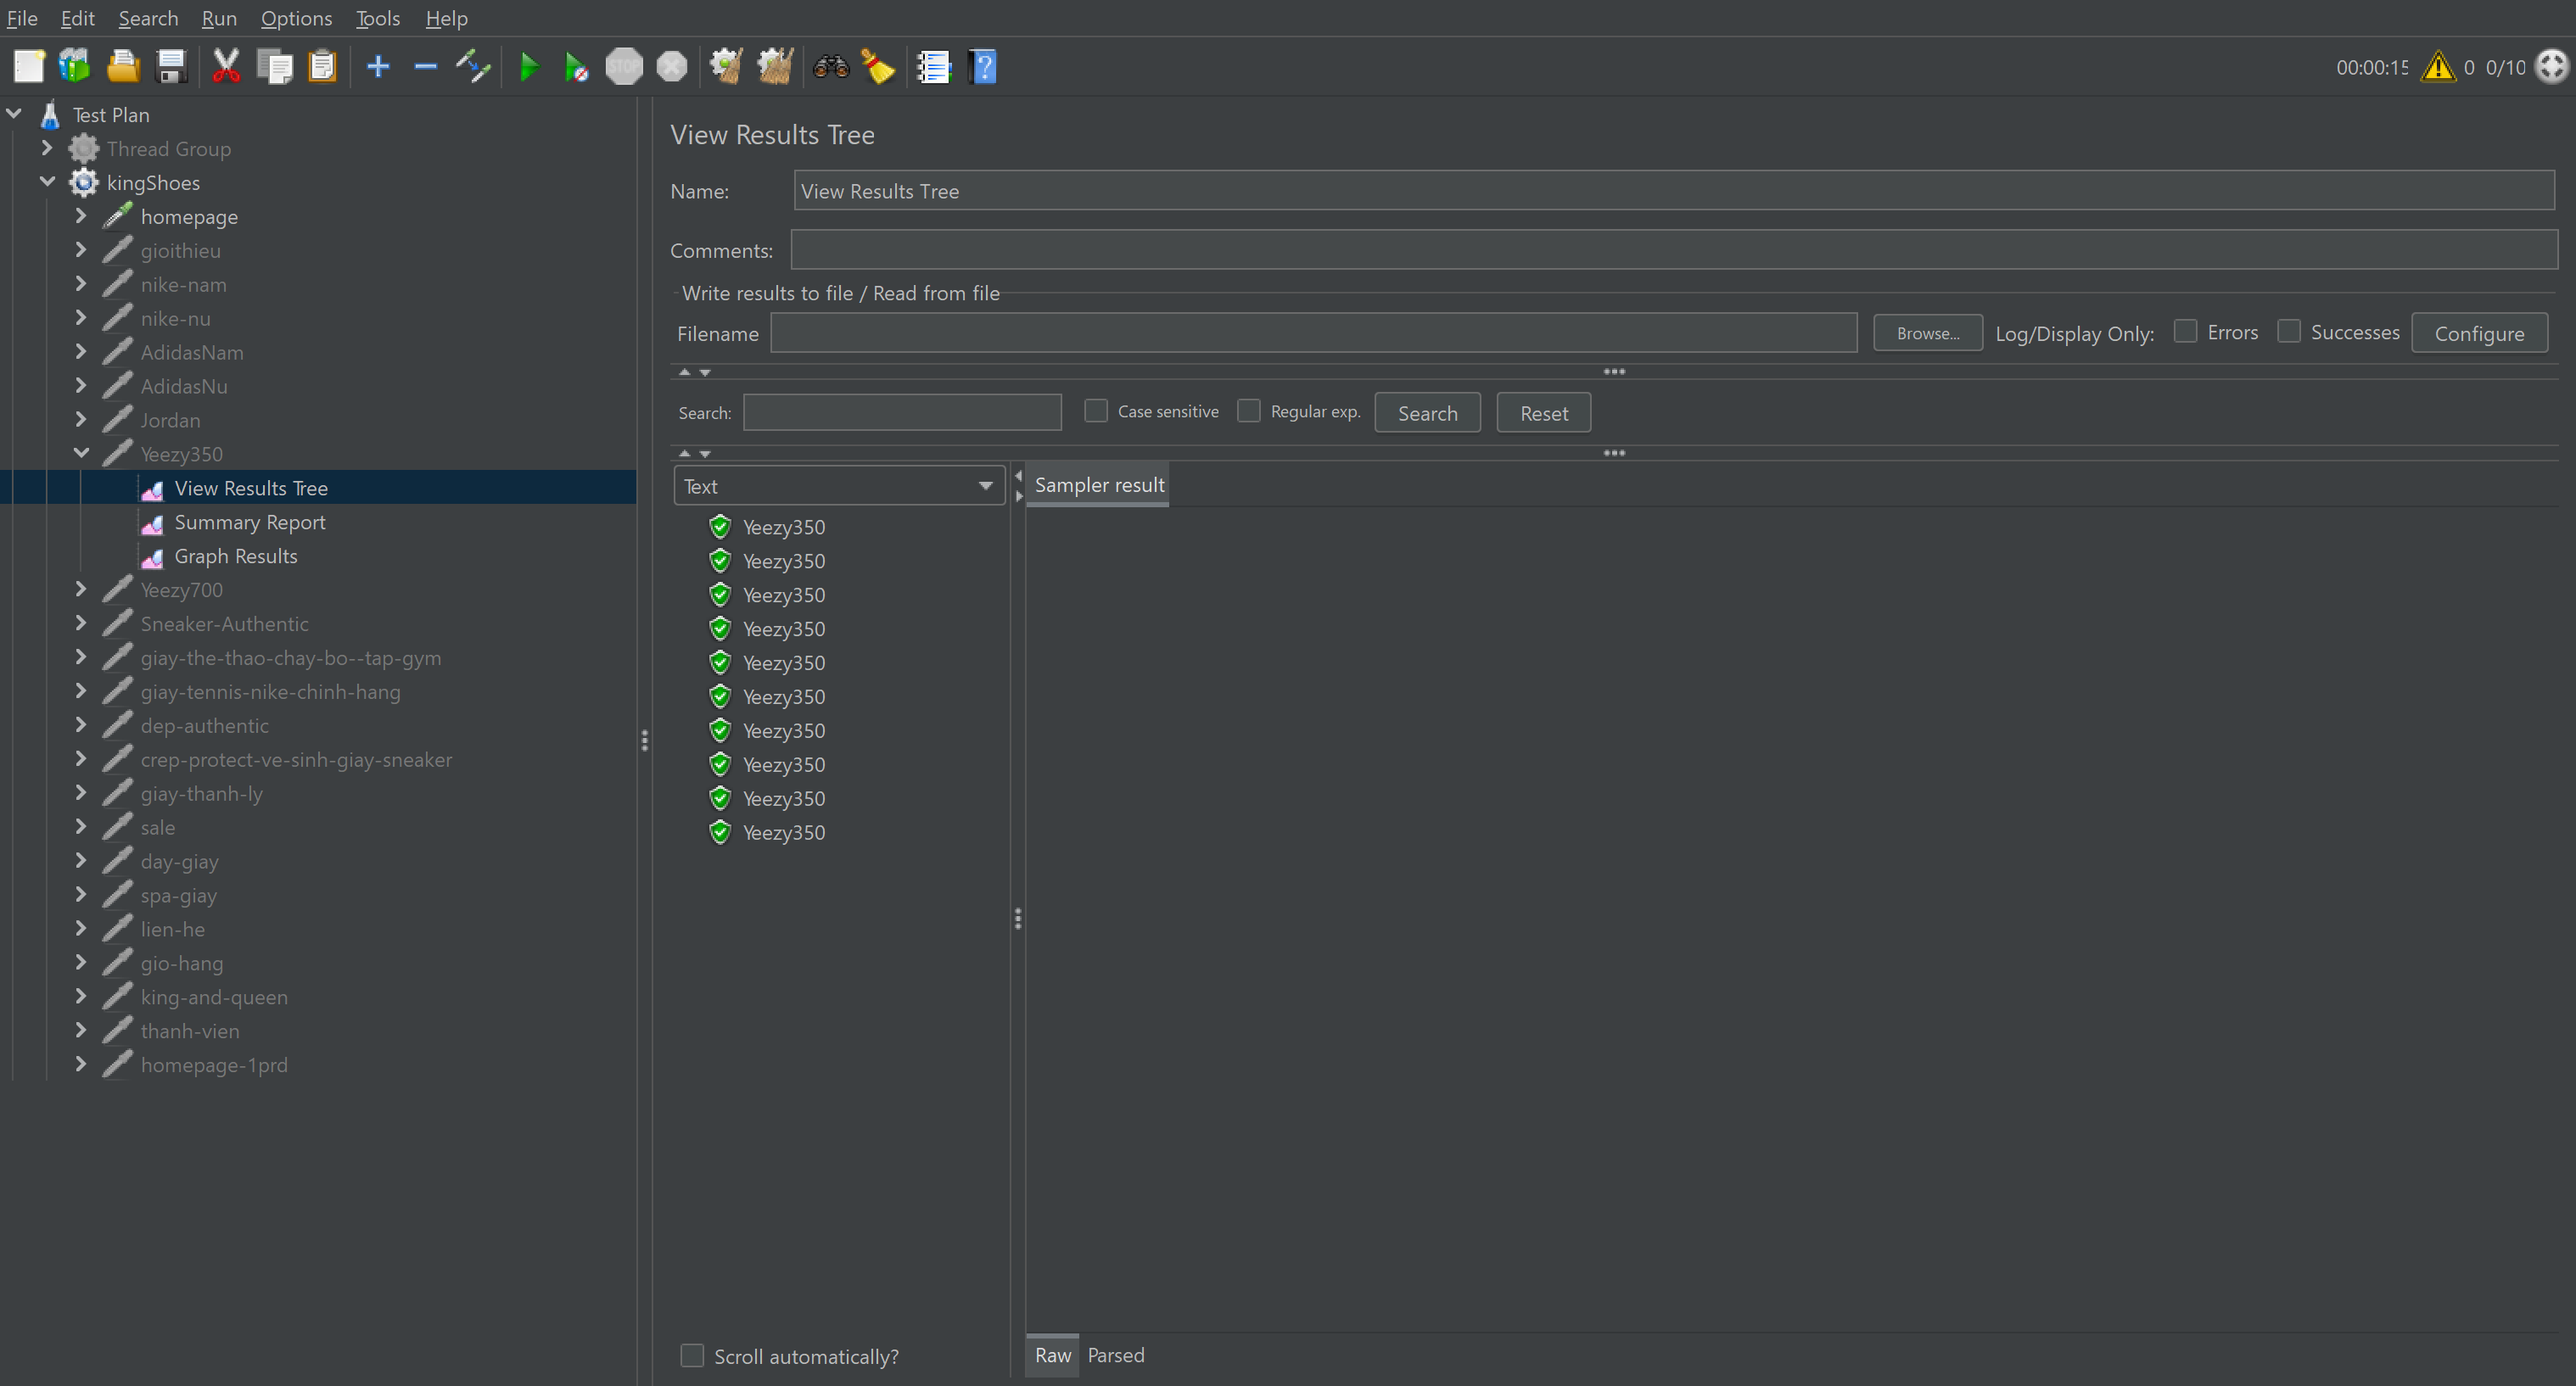 File Edit Search Run Options Tools Help
STOP
00:00:15 0 0/10
Test Plan
Thread Group
kingShoes
homepage
gioithieu
nike-nam
nike-nu
AdidasNam
AdidasNu
Jordan
Yeezy350
View Results Tree
Summary Report
Graph Results
Yeezy700
Sneaker-Authentic
giay-the-thao-chay-bo--tap-gym
giay-tennis-nike-chinh-hang
dep-authentic
crep-protect-ve-sinh-giay-sneaker
giay-thanh-ly
sale
day-giay
spa-giay
lien-he
gio-hang
king-and-queen
thanh-vien
homepage-1prd
View Results Tree
Name: View Results Tree
Comments:
Write results to file / Read from file
Filename Browse... Log/Display Only: Errors Successes Configure
Search: Case sensitive Regular exp. Search Reset
Text
Yeezy350
Yeezy350
Yeezy350
Yeezy350
Yeezy350
Yeezy350
Yeezy350
Yeezy350
Yeezy350
Yeezy350
Scroll automatically?
Sampler result
Raw Parsed